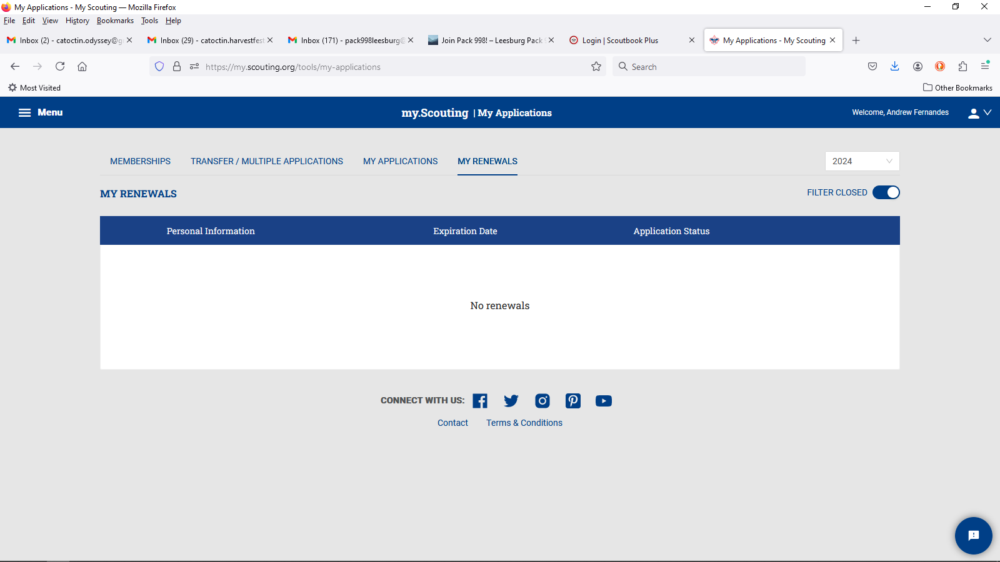 My Applications - My Scouting — Mozilla Firefox
File Edit View History Bookmarks Tools Help
Inbox (2) - catoctin.odyssey@g
Inbox (29) - catoctin.harvestfest
Inbox (171) - pack998leesburg@
Join Pack 998! – Leesburg Pack
Login | Scoutbook Plus
My Applications - My Scouting
https://my.scouting.org/tools/my-applications
Search
Most Visited
Other Bookmarks
Menu
my.Scouting | My Applications
Welcome, Andrew Fernandes
MEMBERSHIPS TRANSFER / MULTIPLE APPLICATIONS MY APPLICATIONS MY RENEWALS
2024
MY RENEWALS
FILTER CLOSED
Personal Information Expiration Date Application Status
No renewals
CONNECT WITH US:
Contact Terms & Conditions